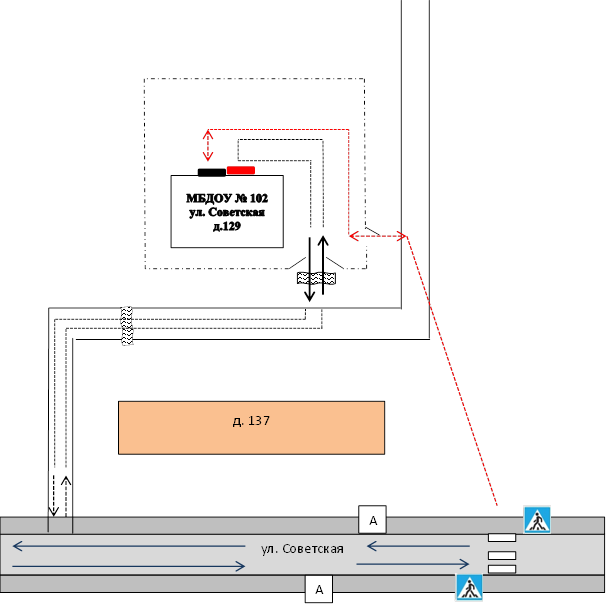 МБДОУ № 102
ул. Советская
д.129
д. 137
А
ул. Советская
А